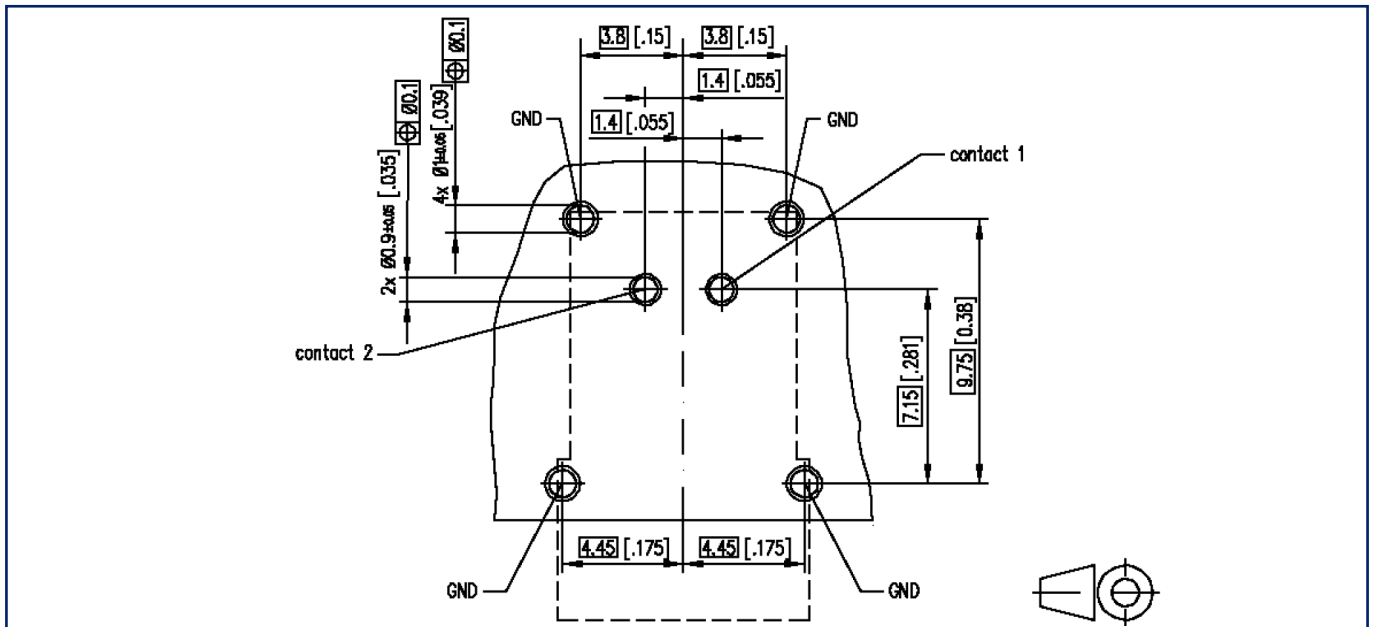 3.8 [.15]
3.8 [.15]
1.4 [.055]
1.4 [.055]
⌖ Ø0.1
4x Ø1±0.05 [.039]
⌖ Ø0.1
2x Ø0.9±0.05 [.035]
GND
GND
contact 1
contact 2
7.15 [.281]
9.75 [0.38]
4.45 [.175]
4.45 [.175]
GND
GND